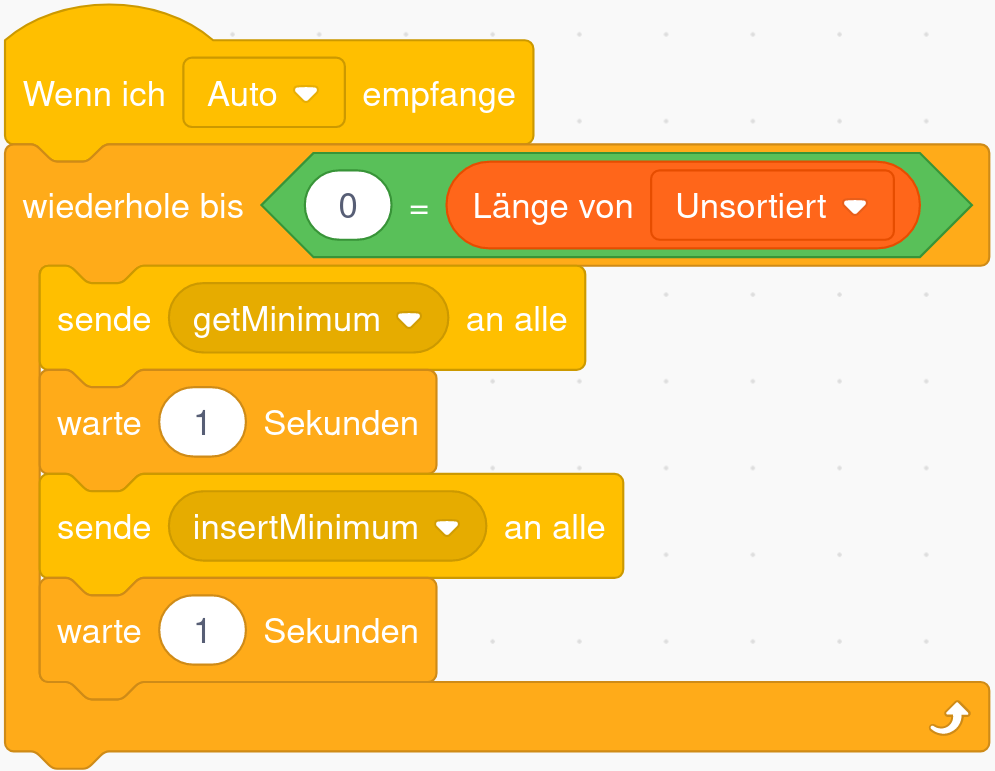 Wenn ich Auto empfange
wiederhole bis 0 = Länge von Unsortiert
sende getMinimum an alle
warte 1 Sekunden
sende insertMinimum an alle
warte 1 Sekunden